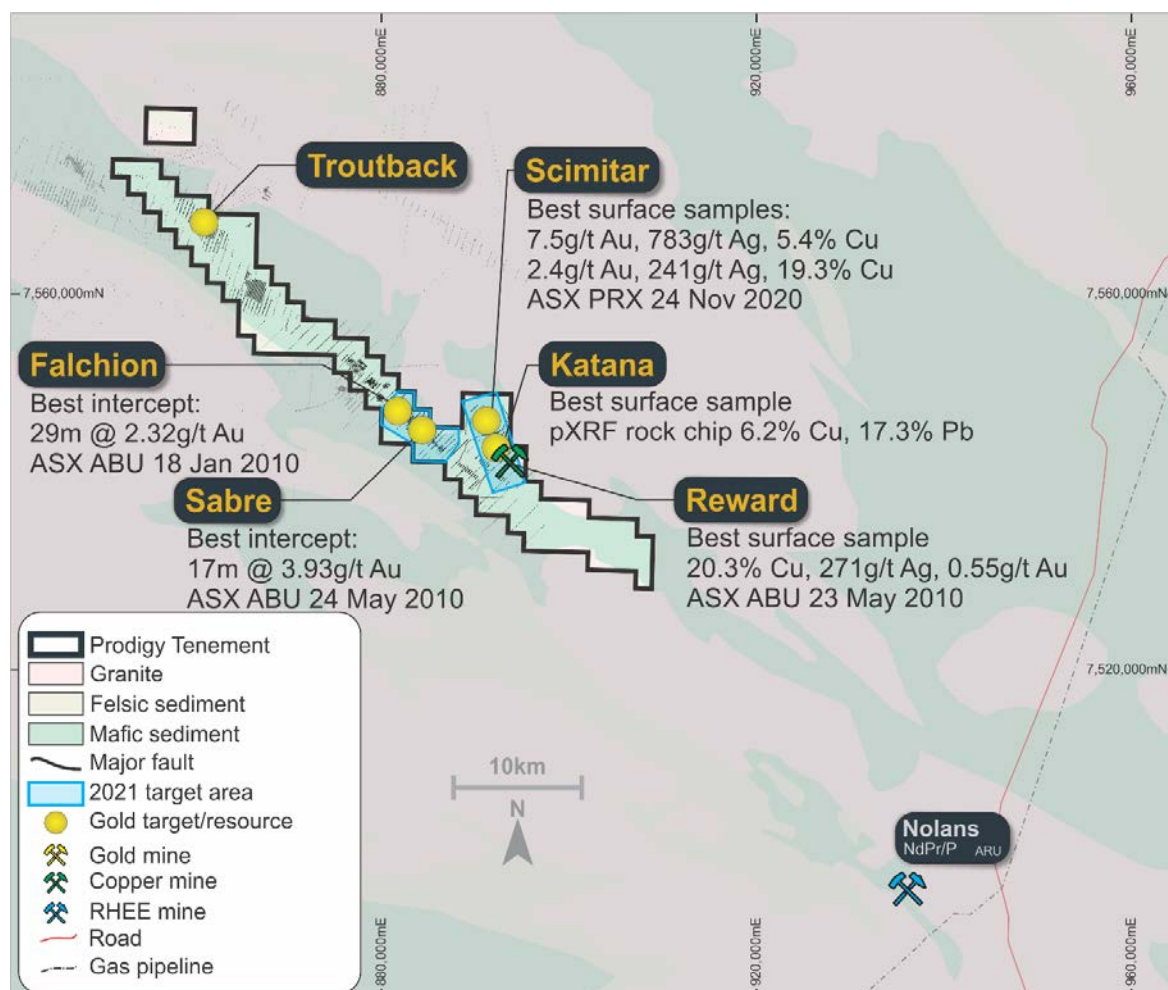 880,000mE
920,000mE
960,000mE
Troutback
Scimitar
Best surface samples:
7.5g/t Au, 783g/t Ag, 5.4% Cu
2.4g/t Au, 241g/t Ag, 19.3% Cu
ASX PRX 24 Nov 2020
7,560,000mN
7,560,000mN
Falchion
Best intercept:
29m @ 2.32g/t Au
ASX ABU 18 Jan 2010
Katana
Best surface sample
pXRF rock chip 6.2% Cu, 17.3% Pb
Sabre
Best intercept:
17m @ 3.93g/t Au
ASX ABU 24 May 2010
Reward
Best surface sample
20.3% Cu, 271g/t Ag, 0.55g/t Au
ASX ABU 23 May 2010
7,520,000mN
Prodigy Tenement
Granite
Felsic sediment
Mafic sediment
Major fault
2021 target area
Gold target/resource
Gold mine
Copper mine
RHEE mine
Road
Gas pipeline
10km
N
Nolans
NdPr/P ARU
880,000mE
920,000mE
960,000mE